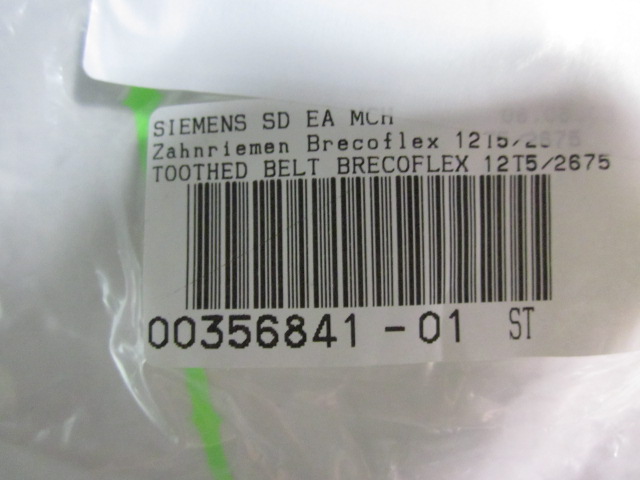 SIEMENS SD EA MCH
Zahnriemen Brecoflex 12T5/2675
TOOTHED BELT BRECOFLEX 12T5/2675
00356841-01 ST